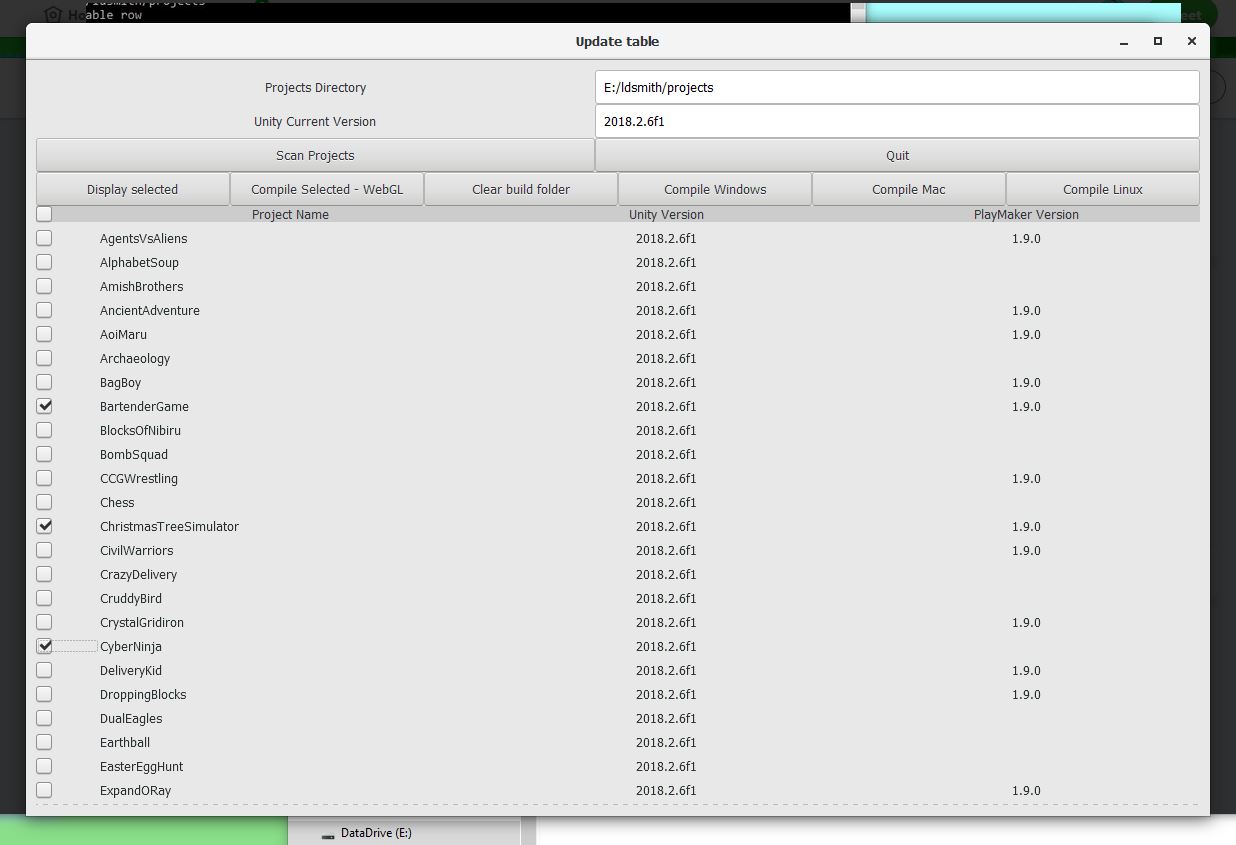 /ldsmith/projects
able row
Update table
Projects Directory E:/ldsmith/projects
Unity Current Version 2018.2.6f1
Scan Projects Quit
Display selected Compile Selected - WebGL Clear build folder Compile Windows Compile Mac Compile Linux
Project Name Unity Version PlayMaker Version
AgentsVsAliens 2018.2.6f1 1.9.0
AlphabetSoup 2018.2.6f1
AmishBrothers 2018.2.6f1
AncientAdventure 2018.2.6f1 1.9.0
AoiMaru 2018.2.6f1 1.9.0
Archaeology 2018.2.6f1
BagBoy 2018.2.6f1 1.9.0
BartenderGame 2018.2.6f1 1.9.0
BlocksOfNibiru 2018.2.6f1
BombSquad 2018.2.6f1
CCGWrestling 2018.2.6f1 1.9.0
Chess 2018.2.6f1
ChristmasTreeSimulator 2018.2.6f1 1.9.0
CivilWarriors 2018.2.6f1 1.9.0
CrazyDelivery 2018.2.6f1
CruddyBird 2018.2.6f1
CrystalGridiron 2018.2.6f1 1.9.0
CyberNinja 2018.2.6f1
DeliveryKid 2018.2.6f1 1.9.0
DroppingBlocks 2018.2.6f1 1.9.0
DualEagles 2018.2.6f1
Earthball 2018.2.6f1
EasterEggHunt 2018.2.6f1
ExpandORay 2018.2.6f1 1.9.0
DataDrive (E:)